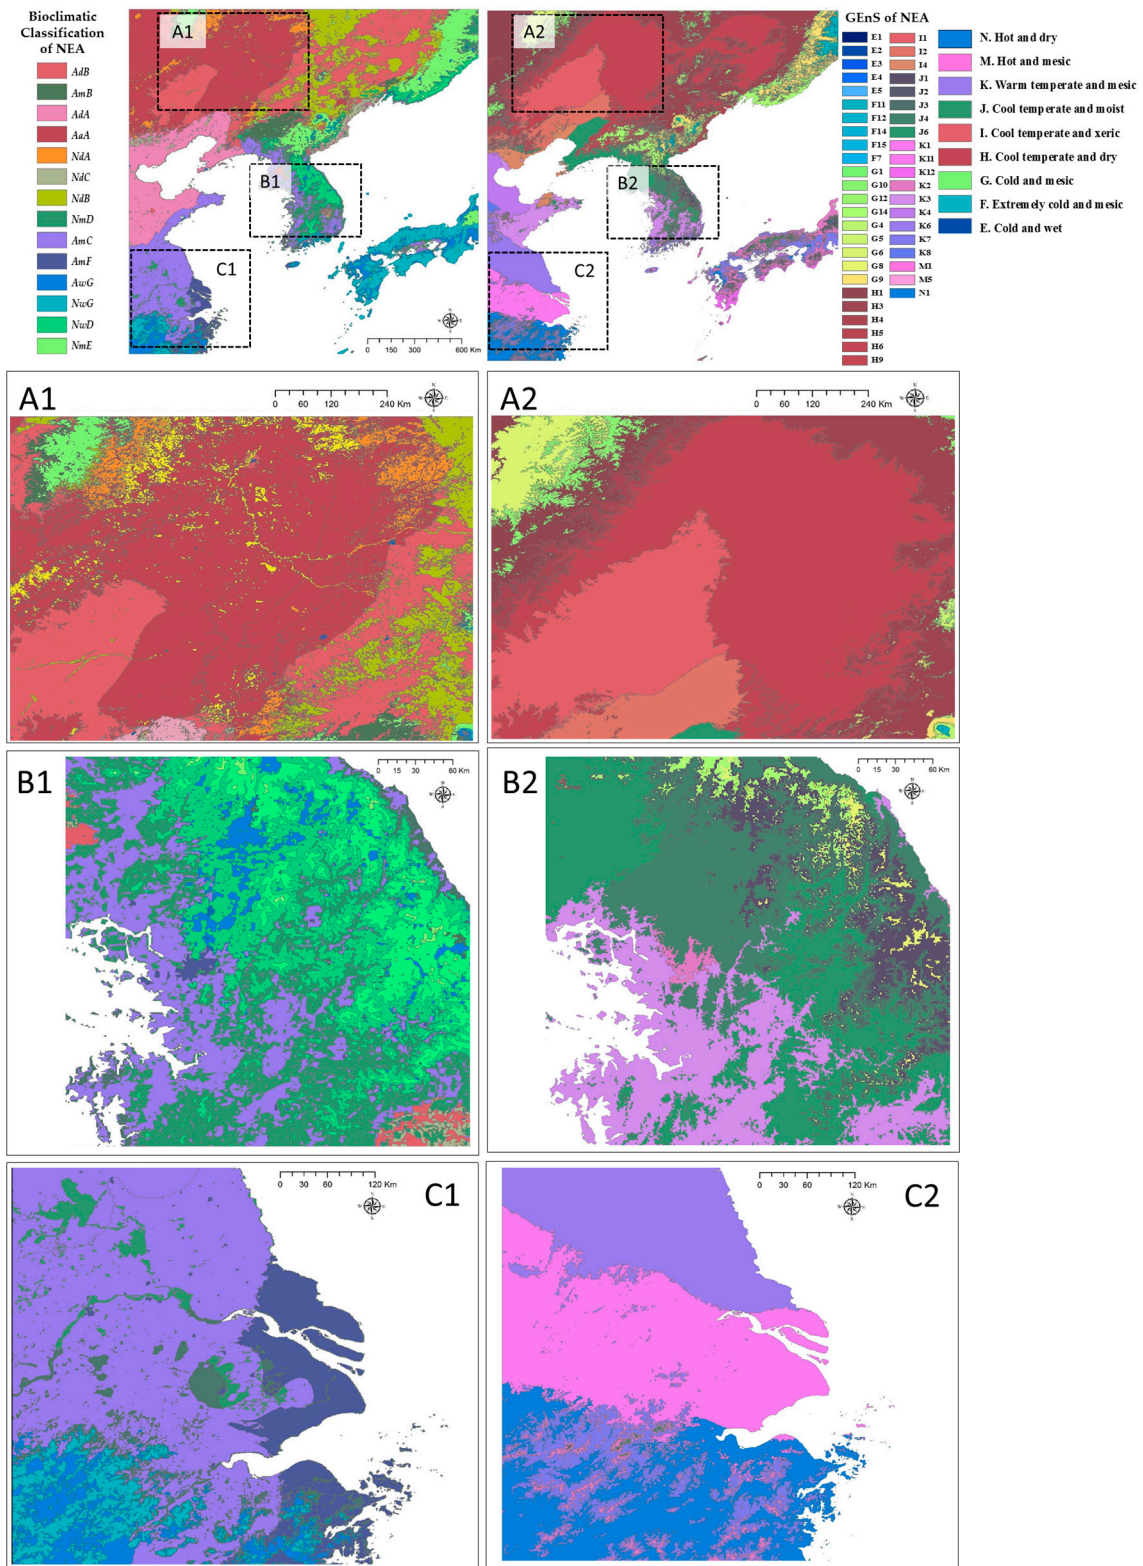 Bioclimatic
Classification
of NEA
AdB
AmB
AdA
AaA
NdA
NdC
NdB
NmD
AmC
AmF
AwG
NwG
NwD
NmE
A1
B1
C1
0 150 300 600 Km
A2
B2
C2
GEnS of NEA
E1
E2
E3
E4
E5
F11
F12
F14
F15
F7
G1
G10
G12
G14
G4
G5
G6
G8
G9
H1
H3
H4
H5
H6
H9
I1
I2
I4
J1
J2
J3
J4
J6
K1
K11
K12
K2
K3
K4
K6
K7
K8
M1
M5
N1
N. Hot and dry
M. Hot and mesic
K. Warm temperate and mesic
J. Cool temperate and moist
I. Cool temperate and xeric
H. Cool temperate and dry
G. Cold and mesic
F. Extremely cold and mesic
E. Cold and wet
A1
0 60 120 240 Km
N
W E
S
A2
0 60 120 240 Km
N
W E
S
B1
0 15 30 60 Km
N
W E
S
B2
0 15 30 60 Km
N
W E
S
C1
0 30 60 120 Km
N
W E
S
C2
0 30 60 120 Km
N
W E
S